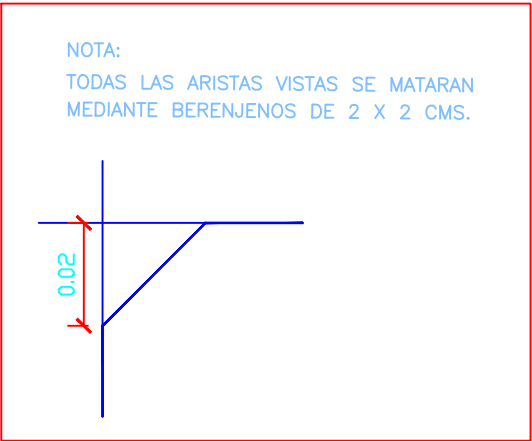 NOTA:
TODAS LAS ARISTAS VISTAS SE MATARAN
MEDIANTE BERENJENOS DE 2 X 2 CMS.
0.02